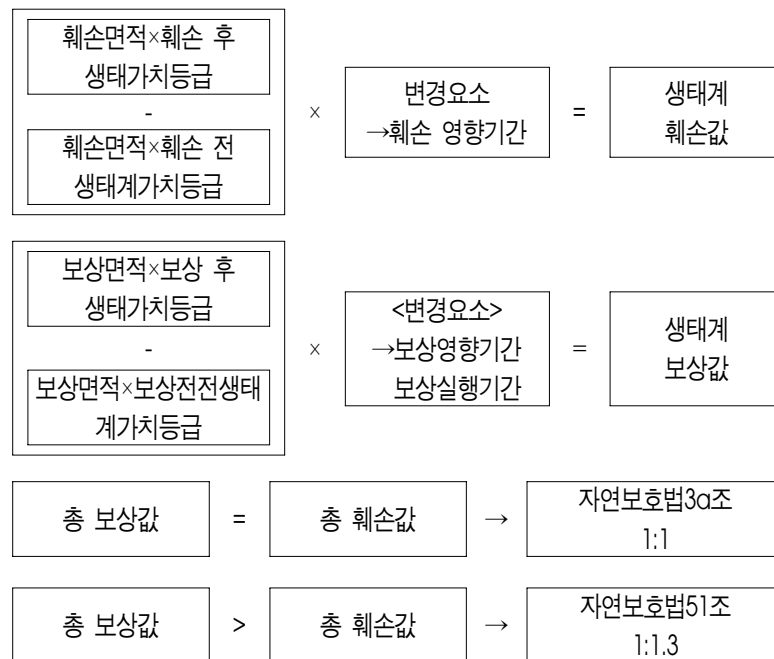 훼손면적×훼손 후
생태가치등급
-
훼손면적×훼손 전
생태계가치등급
×
변경요소
→훼손 영향기간
=
생태계
훼손값
보상면적×보상 후
생태가치등급
-
보상면적×보상전전생태
계가치등급
×
<변경요소>
→보상영향기간
보상실행기간
=
생태계
보상값
총 보상값 = 총 훼손값 → 자연보호법3a조
1:1
총 보상값 > 총 훼손값 → 자연보호법51조
1:1.3